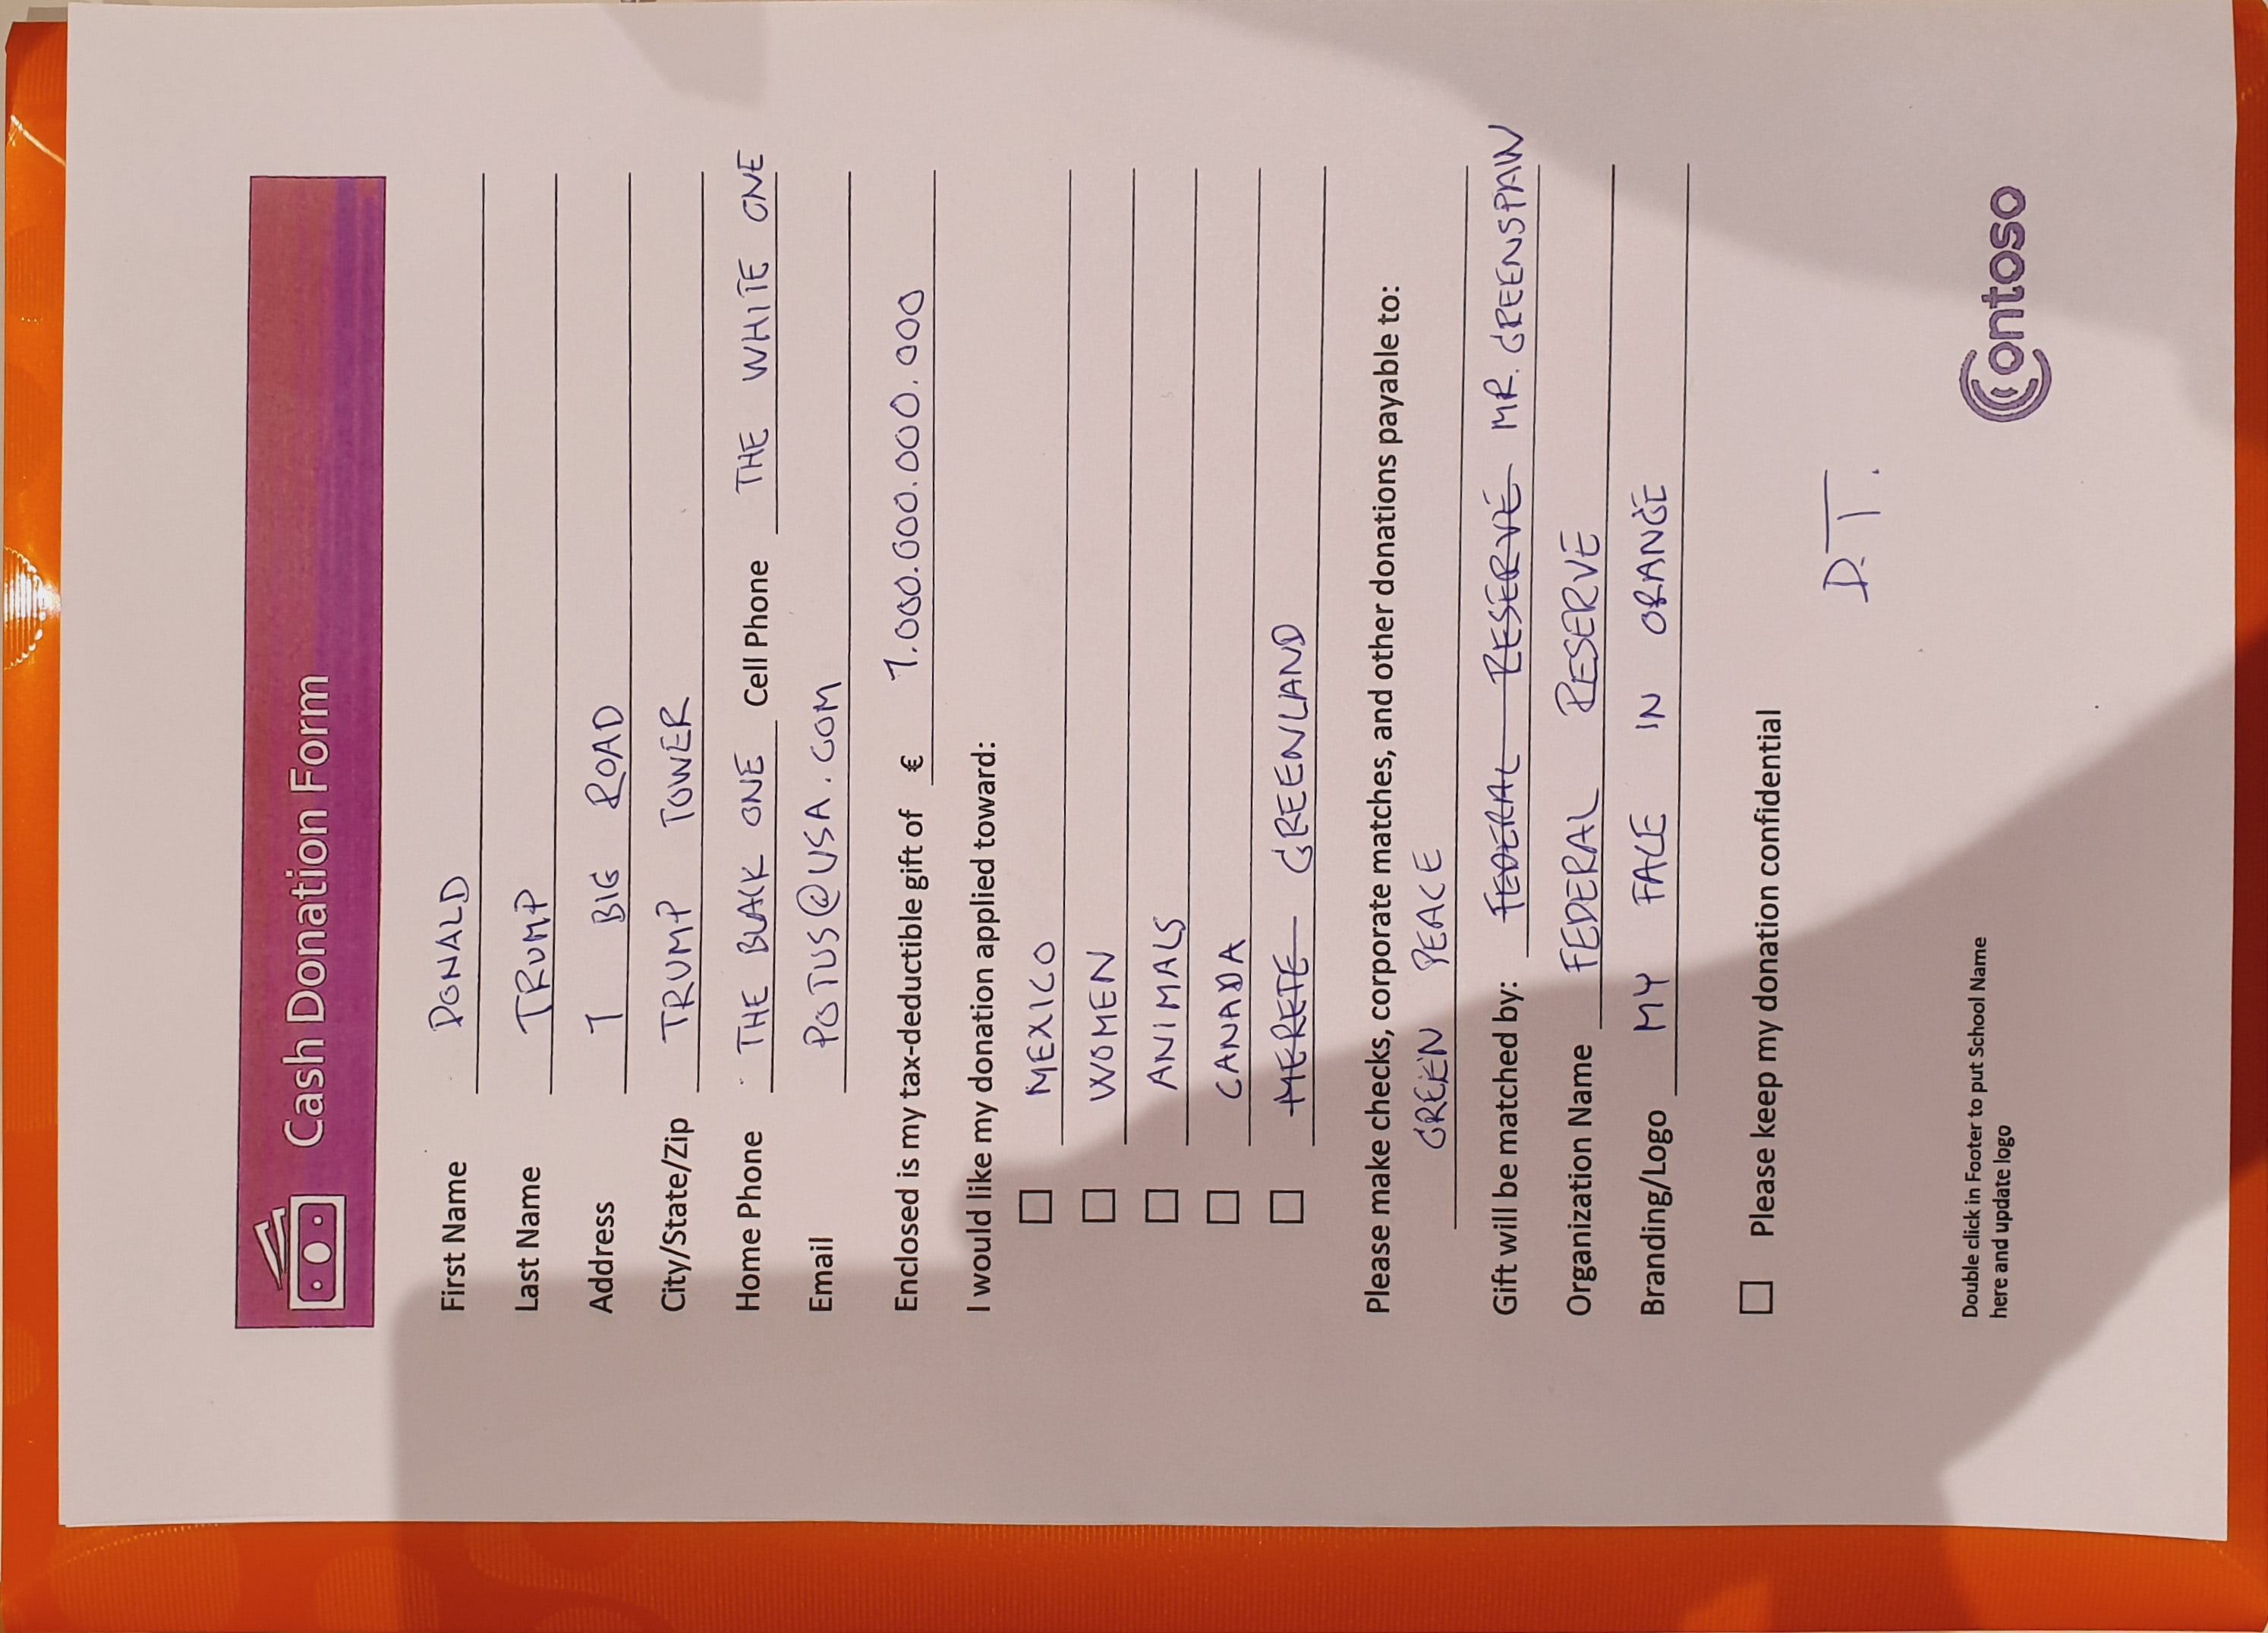 Cash Donation Form
First Name DONALD
Last Name TRUMP
Address 1 BIG ROAD
City/State/Zip TRUMP TOWER
Home Phone THE BLACK ONE Cell Phone THE WHITE ONE
Email POTUS@USA.COM
Enclosed is my tax-deductible gift of € 1.000.000.000.000
I would like my donation applied toward:
☐ MEXICO
☐ WOMEN
☐ ANIMALS
☐ CANADA
☐ MERETE GREENLAND
Please make checks, corporate matches, and other donations payable to:
GREEN PEACE
Gift will be matched by: FEDERAL RESERVE MR. GREENSPAW
Organization Name FEDERAL RESERVE
Branding/Logo MY FACE IN ORANGE
☐ Please keep my donation confidential
D.T.
Double click in Footer to put School Name
here and update logo
Contoso